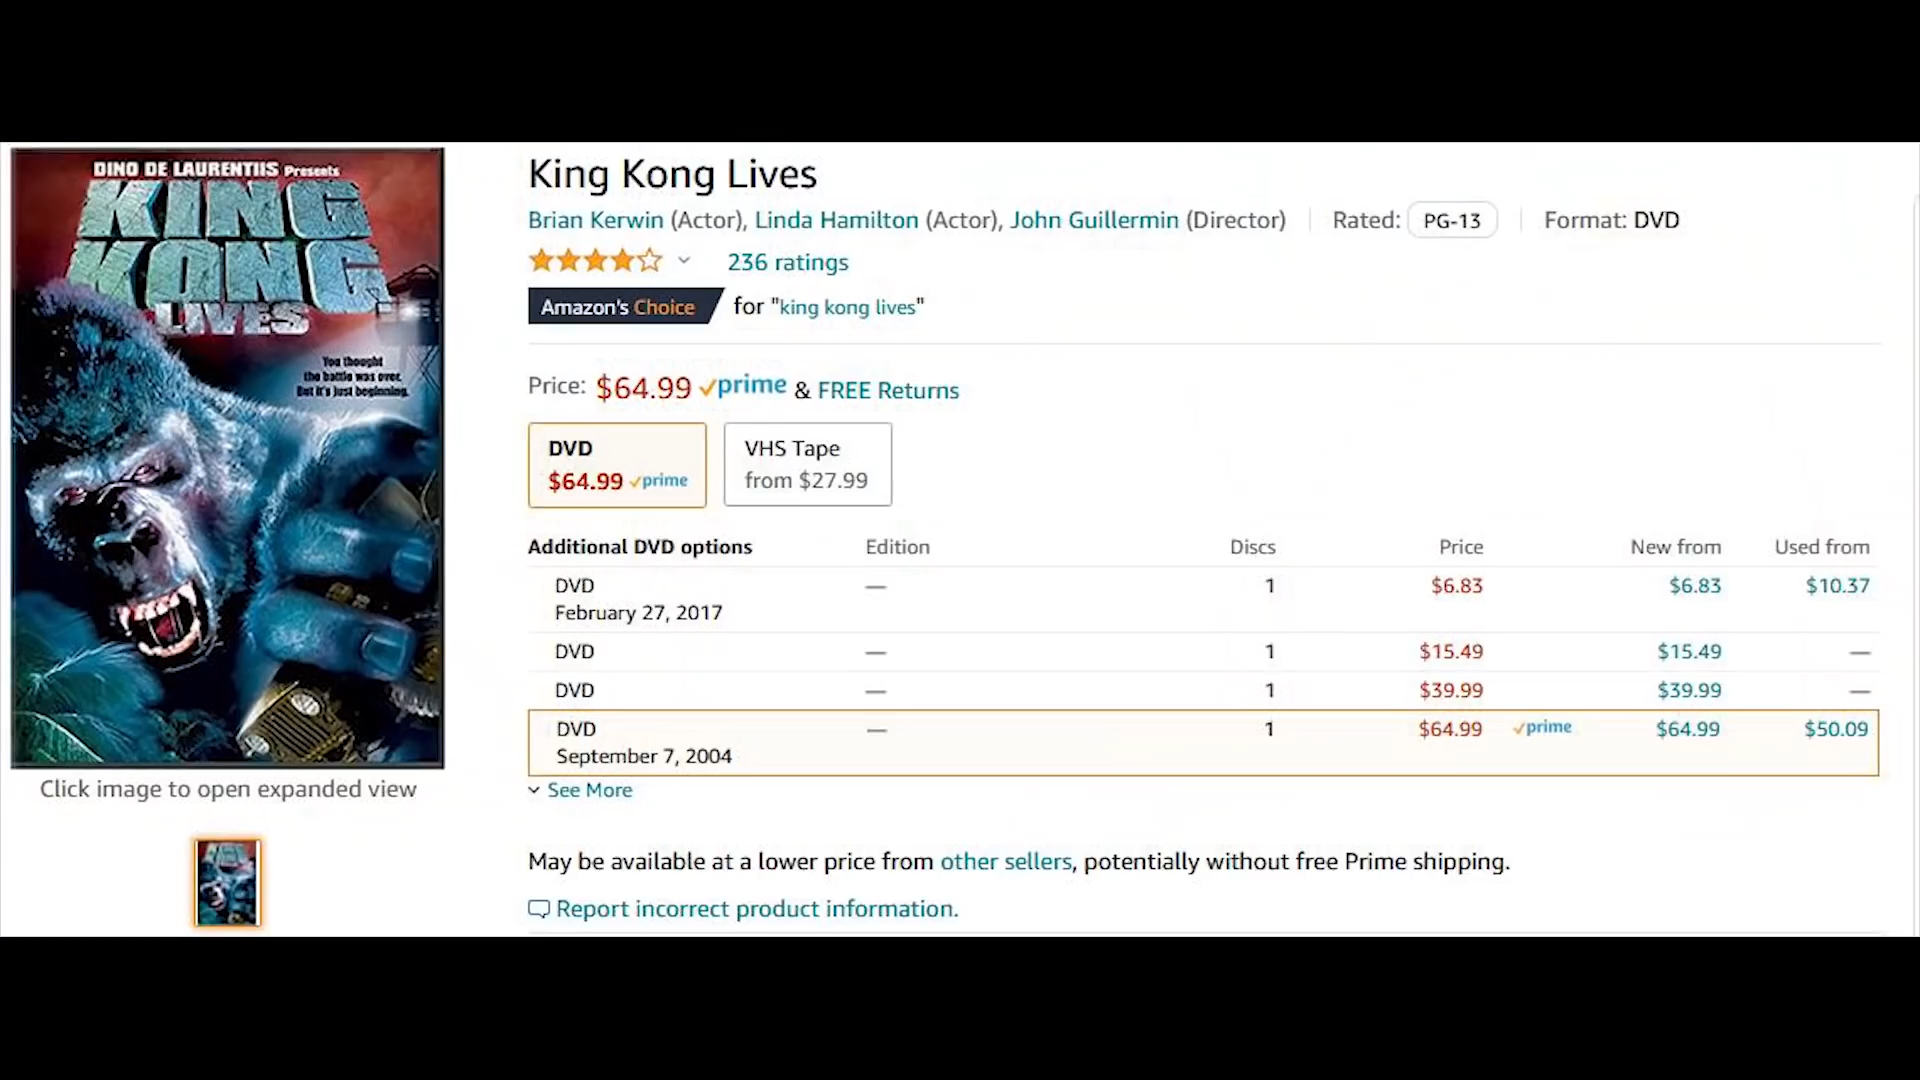 DINO DE LAURENTIIS Presents
KING
KONG
LIVES
You thought
the battle was over.
But it's just beginning.
Click image to open expanded view
King Kong Lives
Brian Kerwin (Actor), Linda Hamilton (Actor), John Guillermin (Director) Rated: PG-13 Format: DVD
236 ratings
Amazon's Choice for "king kong lives"
Price: $64.99 prime & FREE Returns
DVD VHS Tape
$64.99 prime from $27.99
Additional DVD options Edition Discs Price New from Used from
DVD — 1 $6.83 $6.83 $10.37
February 27, 2017
DVD — 1 $15.49 $15.49 —
DVD — 1 $39.99 $39.99 —
DVD — 1 $64.99 prime $64.99 $50.09
September 7, 2004
See More
May be available at a lower price from other sellers, potentially without free Prime shipping.
Report incorrect product information.